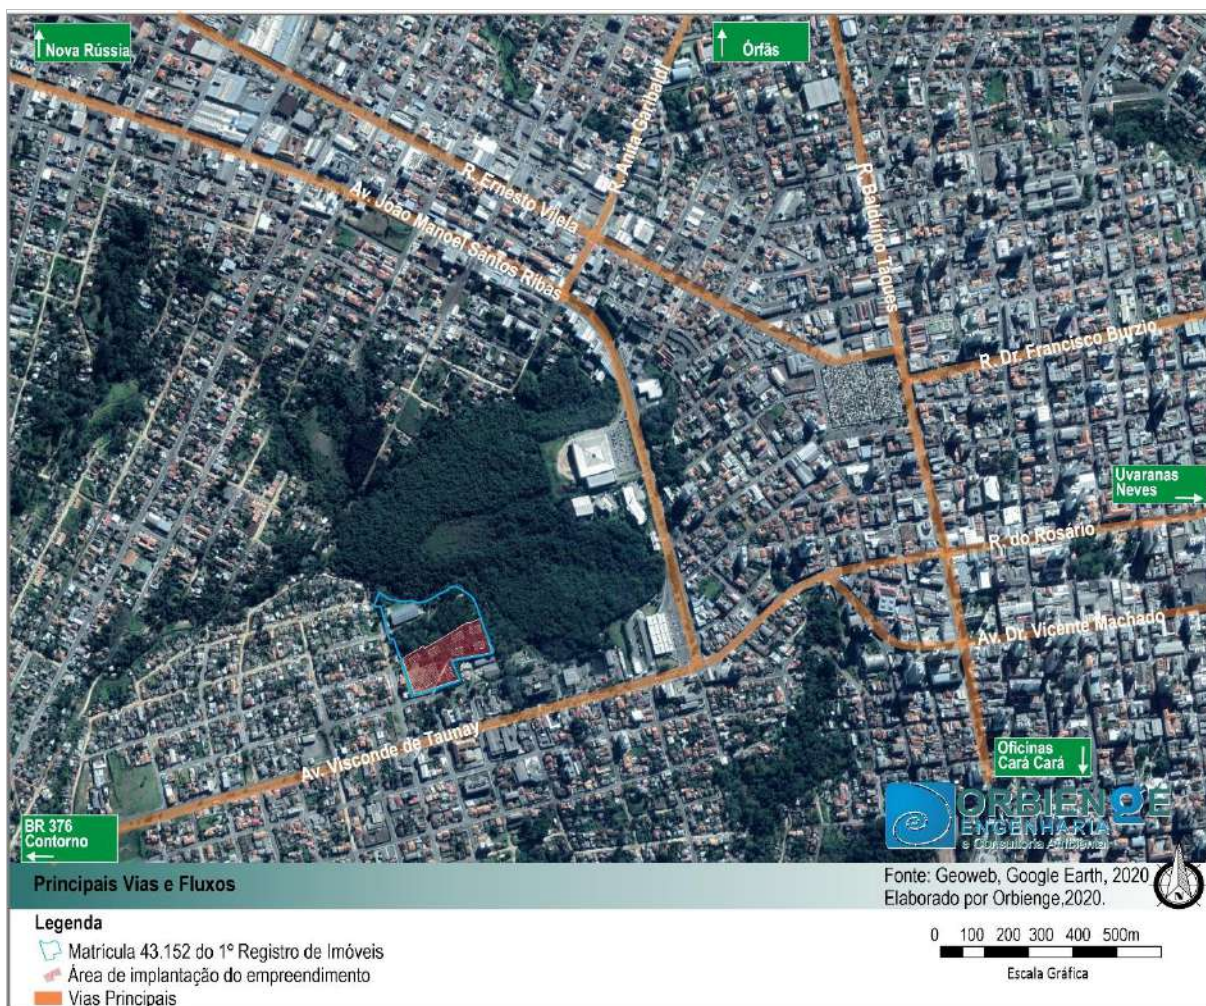 Nova Rússia
Órfãs
R. Anita Garibaldi
R. Ernesto Vilela
Av. João Manoel Santos Ribas
R. Balduino Taques
R. Dr. Francisco Burzio
Uvaranas
Neves
R. do Rosário
Av. Dr. Vicente Machado
Av. Visconde de Taunay
Oficinas
Cará Cará
BR 376
Contorno
ORBIENGE
ENGENHARIA
e Consultoria Ambiental
Principais Vias e Fluxos
Fonte: Geoweb, Google Earth, 2020
Elaborado por Orbienge,2020.
Legenda
Matrícula 43.152 do 1º Registro de Imóveis
Área de implantação do empreendimento
Vias Principais
0 100 200 300 400 500m
Escala Gráfica